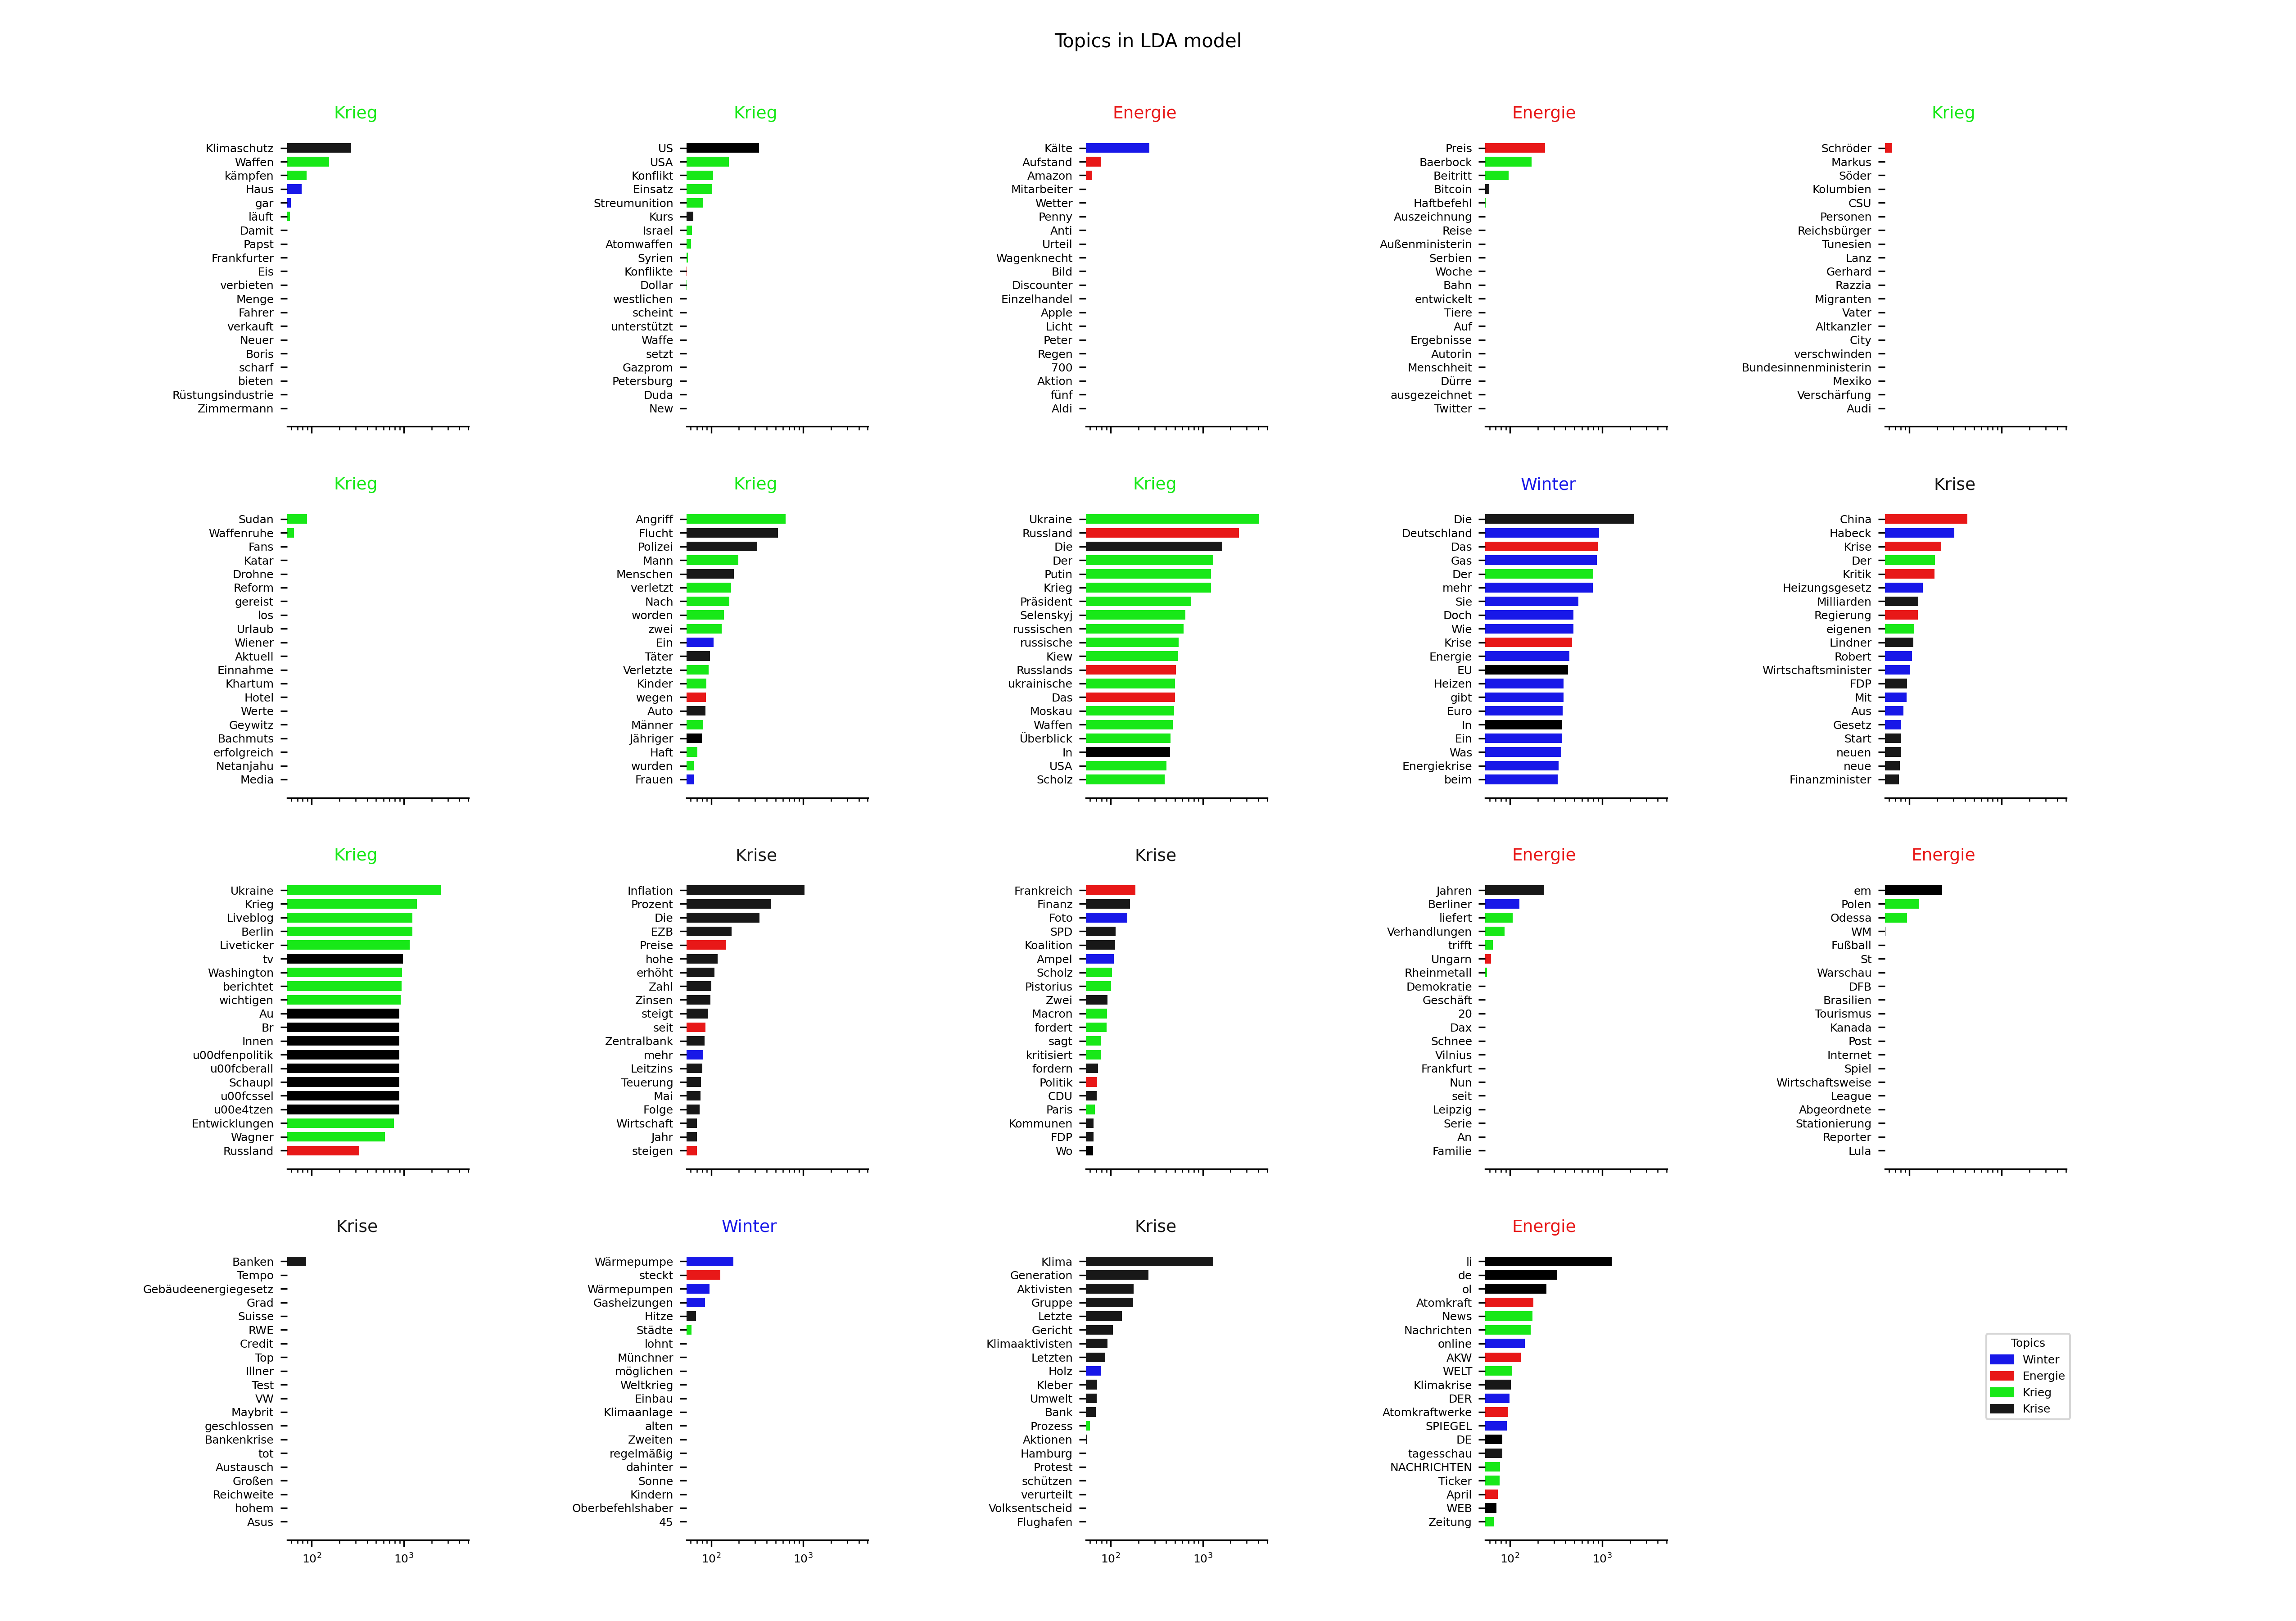 Topics in LDA model
Krieg
Klimaschutz
Waffen
kämpfen
Haus
gar
läuft
Damit
Papst
Frankfurter
Eis
verbieten
Menge
Fahrer
verkauft
Neuer
Boris
scharf
bieten
Rüstungsindustrie
Zimmermann
Krieg
US
USA
Konflikt
Einsatz
Streumunition
Kurs
Israel
Atomwaffen
Syrien
Konflikte
Dollar
westlichen
scheint
unterstützt
Waffe
setzt
Gazprom
Petersburg
Duda
New
Energie
Kälte
Aufstand
Amazon
Mitarbeiter
Wetter
Penny
Anti
Urteil
Wagenknecht
Bild
Discounter
Einzelhandel
Apple
Licht
Peter
Regen
700
Aktion
fünf
Aldi
Energie
Preis
Baerbock
Beitritt
Bitcoin
Haftbefehl
Auszeichnung
Reise
Außenministerin
Serbien
Woche
Bahn
entwickelt
Tiere
Auf
Ergebnisse
Autorin
Menschheit
Dürre
ausgezeichnet
Twitter
Krieg
Schröder
Markus
Söder
Kolumbien
CSU
Personen
Reichsbürger
Tunesien
Lanz
Gerhard
Razzia
Migranten
Vater
Altkanzler
City
verschwinden
Bundesinnenministerin
Mexiko
Verschärfung
Audi
Krieg
Sudan
Waffenruhe
Fans
Katar
Drohne
Reform
gereist
los
Urlaub
Wiener
Aktuell
Einnahme
Khartum
Hotel
Werte
Geywitz
Bachmuts
erfolgreich
Netanjahu
Media
Krieg
Angriff
Flucht
Polizei
Mann
Menschen
verletzt
Nach
worden
zwei
Ein
Täter
Verletzte
Kinder
wegen
Auto
Männer
Jähriger
Haft
wurden
Frauen
Krieg
Ukraine
Russland
Die
Der
Putin
Krieg
Präsident
Selenskyj
russischen
russische
Kiew
Russlands
ukrainische
Das
Moskau
Waffen
Überblick
In
USA
Scholz
Winter
Die
Deutschland
Das
Gas
Der
mehr
Sie
Doch
Wie
Krise
Energie
EU
Heizen
gibt
Euro
In
Ein
Was
Energiekrise
beim
Krise
China
Habeck
Krise
Der
Kritik
Heizungsgesetz
Milliarden
Regierung
eigenen
Lindner
Robert
Wirtschaftsminister
FDP
Mit
Aus
Gesetz
Start
neuen
neue
Finanzminister
Krieg
Ukraine
Krieg
Liveblog
Berlin
Liveticker
tv
Washington
berichtet
wichtigen
Au
Br
Innen
u00dfenpolitik
u00fcberall
Schaupl
u00fcssel
u00e4tzen
Entwicklungen
Wagner
Russland
Krise
Inflation
Prozent
Die
EZB
Preise
hohe
erhöht
Zahl
Zinsen
steigt
seit
Zentralbank
mehr
Leitzins
Teuerung
Mai
Folge
Wirtschaft
Jahr
steigen
Krise
Frankreich
Finanz
Foto
SPD
Koalition
Ampel
Scholz
Pistorius
Zwei
Macron
fordert
sagt
kritisiert
fordern
Politik
CDU
Paris
Kommunen
FDP
Wo
Energie
Jahren
Berliner
liefert
Verhandlungen
trifft
Ungarn
Rheinmetall
Demokratie
Geschäft
20
Dax
Schnee
Vilnius
Frankfurt
Nun
seit
Leipzig
Serie
An
Familie
Energie
em
Polen
Odessa
WM
Fußball
St
Warschau
DFB
Brasilien
Tourismus
Kanada
Post
Internet
Spiel
Wirtschaftsweise
League
Abgeordnete
Stationierung
Reporter
Lula
Krise
Banken
Tempo
Gebäudeenergiegesetz
Grad
Suisse
RWE
Credit
Top
Illner
Test
VW
Maybrit
geschlossen
Bankenkrise
tot
Austausch
Großen
Reichweite
hohem
Asus
10² 10³
Winter
Wärmepumpe
steckt
Wärmepumpen
Gasheizungen
Hitze
Städte
lohnt
Münchner
möglichen
Weltkrieg
Einbau
Klimaanlage
alten
Zweiten
regelmäßig
dahinter
Sonne
Kindern
Oberbefehlshaber
45
10² 10³
Krise
Klima
Generation
Aktivisten
Gruppe
Letzte
Gericht
Klimaaktivisten
Letzten
Holz
Kleber
Umwelt
Bank
Prozess
Aktionen
Hamburg
Protest
schützen
verurteilt
Volksentscheid
Flughafen
10² 10³
Energie
li
de
ol
Atomkraft
News
Nachrichten
online
AKW
WELT
Klimakrise
DER
Atomkraftwerke
SPIEGEL
DE
tagesschau
NACHRICHTEN
Ticker
April
WEB
Zeitung
10² 10³
Topics
Winter
Energie
Krieg
Krise